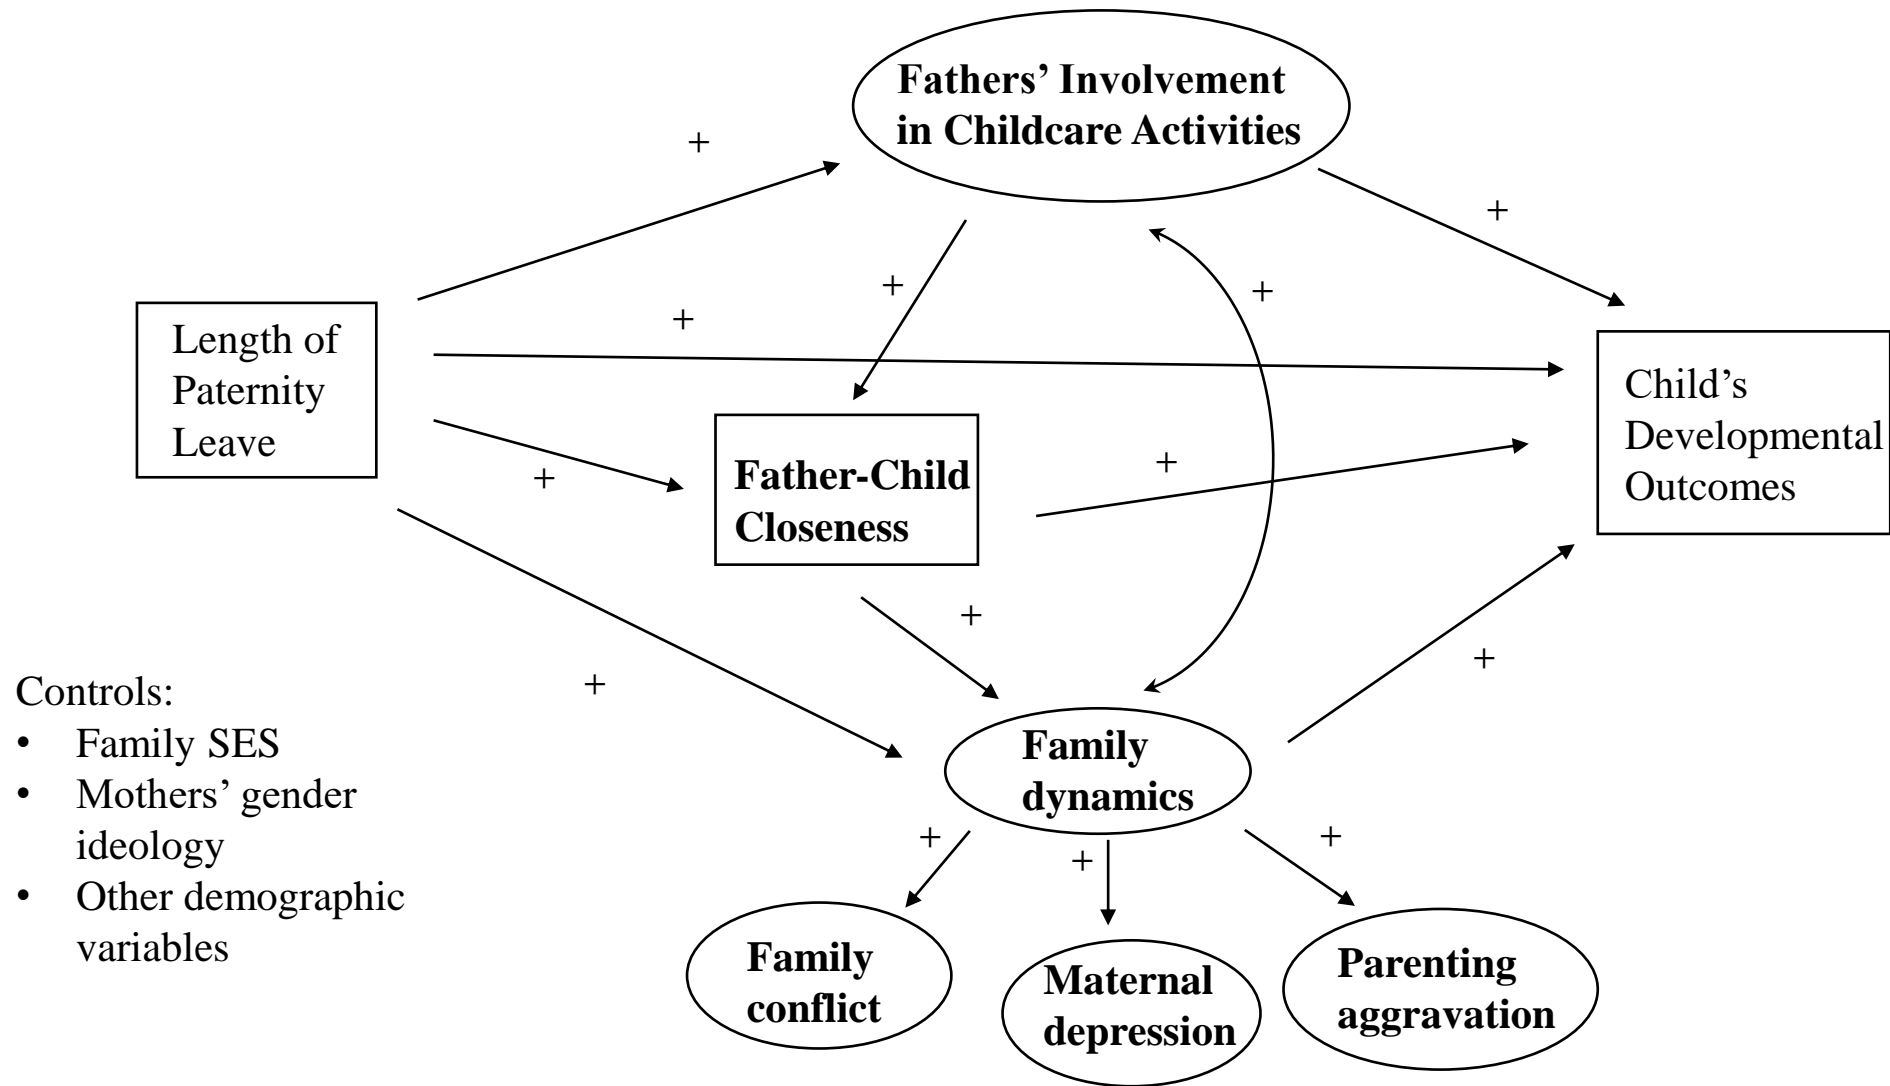 Fathers’ Involvement
in Childcare Activities
+
+
+
+
+
Length of
Paternity
Leave
Child’s
Developmental
Outcomes
+
+
Father-Child
Closeness
+
+
+
Controls:
• Family SES
• Mothers’ gender
ideology
• Other demographic
variables
+
Family
dynamics
+
+
+
Family
conflict
Maternal
depression
Parenting
aggravation